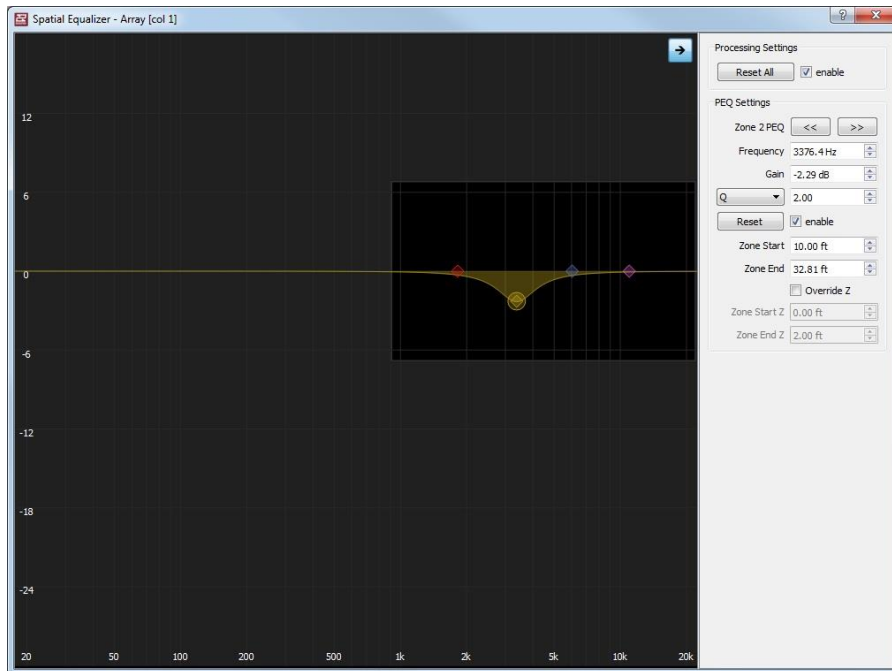 Spatial Equalizer - Array [col 1]
?
X
Processing Settings
Reset All
enable
PEQ Settings
Zone 2 PEQ
<<
>>
Frequency
3376.4 Hz
Gain
-2.29 dB
Q
2.00
Reset
enable
Zone Start
10.00 ft
Zone End
32.81 ft
Override Z
Zone Start Z
0.00 ft
Zone End Z
2.00 ft
12
6
0
-6
-12
-18
-24
20 50 100 200 500 1k 2k 5k 10k 20k